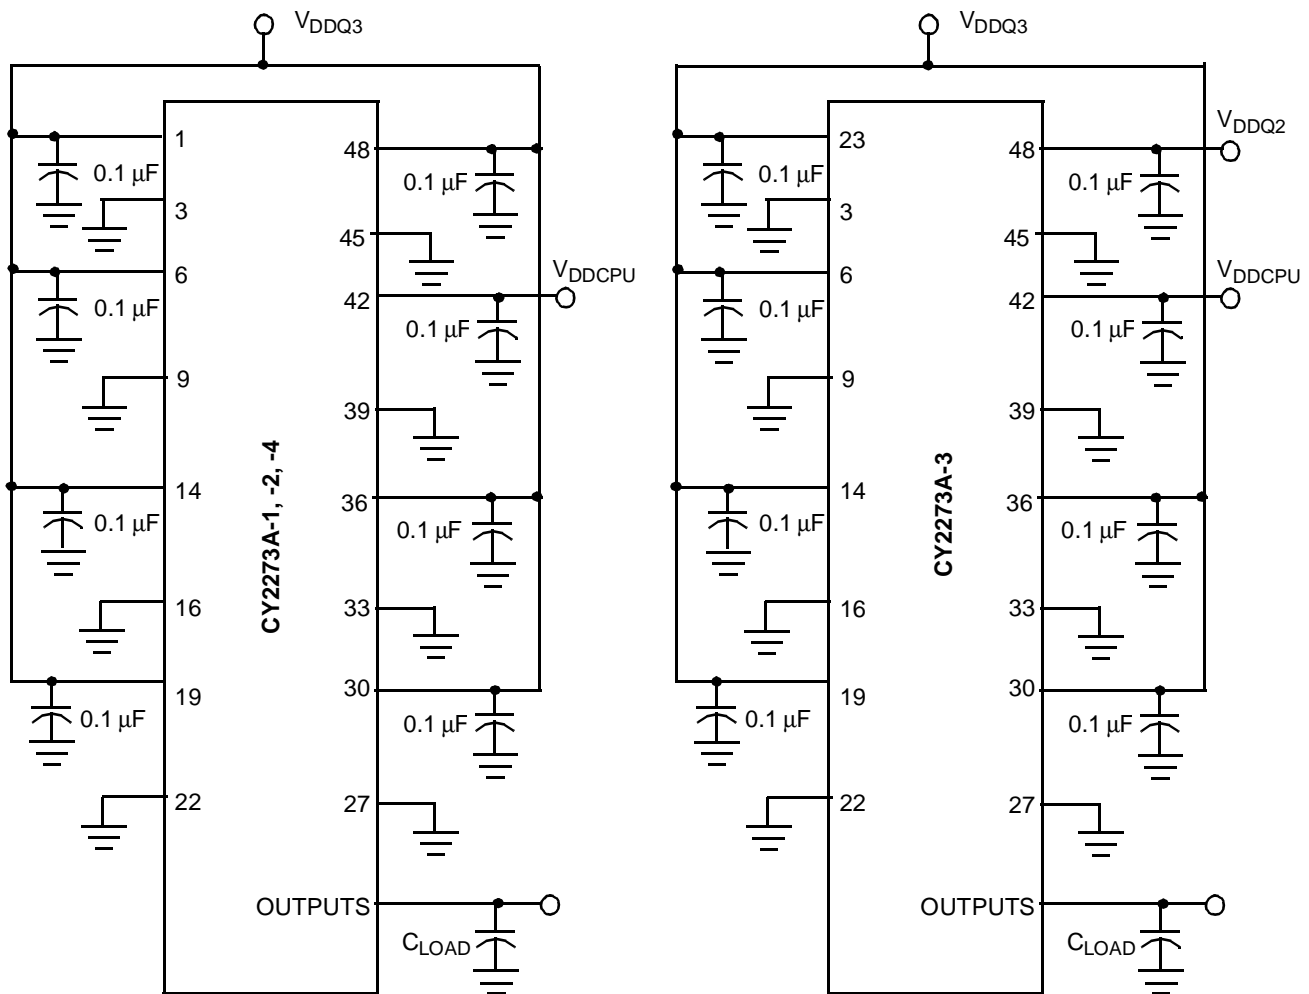 VDDQ3
1
0.1 µF
3
6
0.1 µF
9
14
0.1 µF
16
19
0.1 µF
22
CY2273A-1, -2, -4
48
0.1 µF
45
VDDCPU
42
0.1 µF
39
36
0.1 µF
33
30
0.1 µF
27
OUTPUTS
CLOAD
VDDQ3
23
0.1 µF
3
6
0.1 µF
9
14
0.1 µF
16
19
0.1 µF
22
CY2273A-3
VDDQ2
48
0.1 µF
45
VDDCPU
42
0.1 µF
39
36
0.1 µF
33
30
0.1 µF
27
OUTPUTS
CLOAD